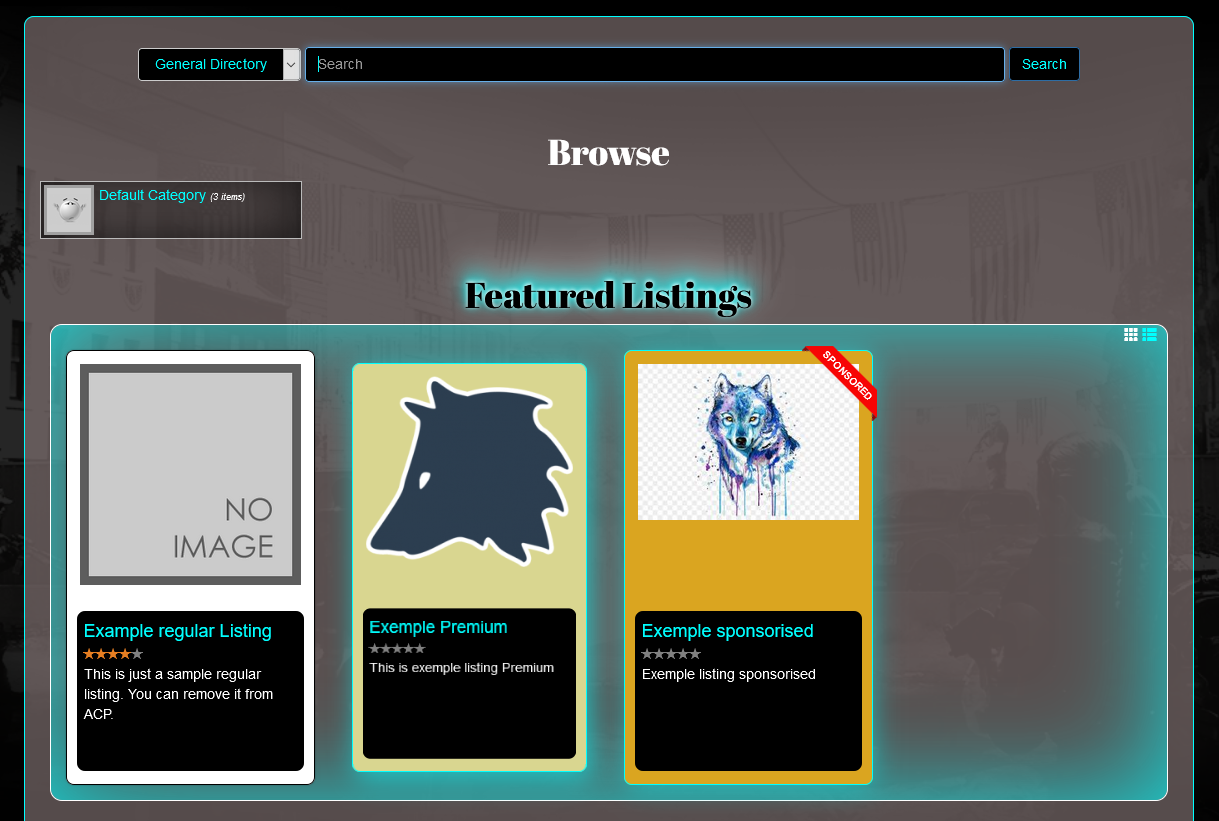 General Directory
Search
Search
Browse
Default Category (3 items)
Featured Listings
SPONSORED
NO
IMAGE
Example regular Listing
This is just a sample regular
listing. You can remove it from
ACP.
Exemple Premium
This is exemple listing Premium
Exemple sponsorised
Exemple listing sponsorised